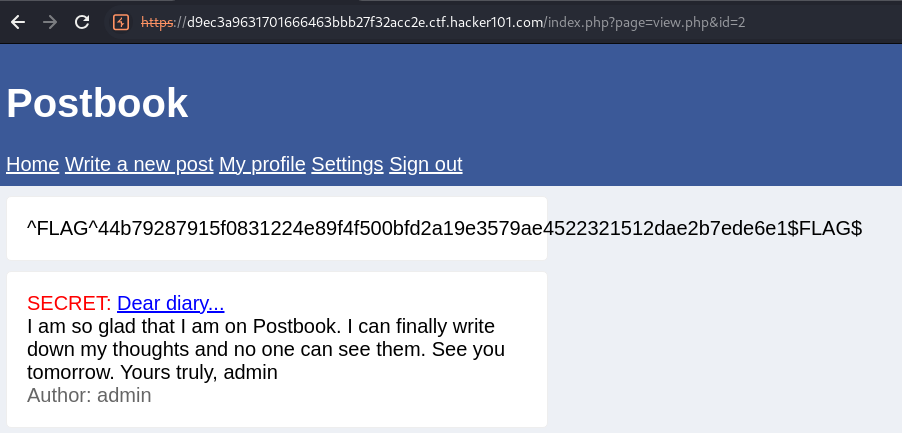 https://d9ec3a9631701666463bbb27f32acc2e.ctf.hacker101.com/index.php?page=view.php&id=2
Postbook
Home Write a new post My profile Settings Sign out
^FLAG^44b79287915f0831224e89f4f500bfd2a19e3579ae4522321512dae2b7ede6e1$FLAG$
SECRET: Dear diary...
I am so glad that I am on Postbook. I can finally write
down my thoughts and no one can see them. See you
tomorrow. Yours truly, admin
Author: admin